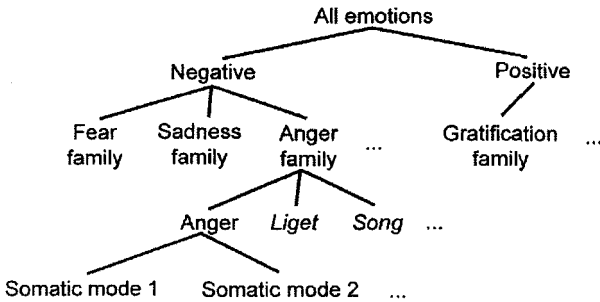 All emotions
Negative
Positive
Fear family
Sadness family
Anger family
...
Gratification family
...
Anger
Liget
Song
...
Somatic mode 1
Somatic mode 2
...